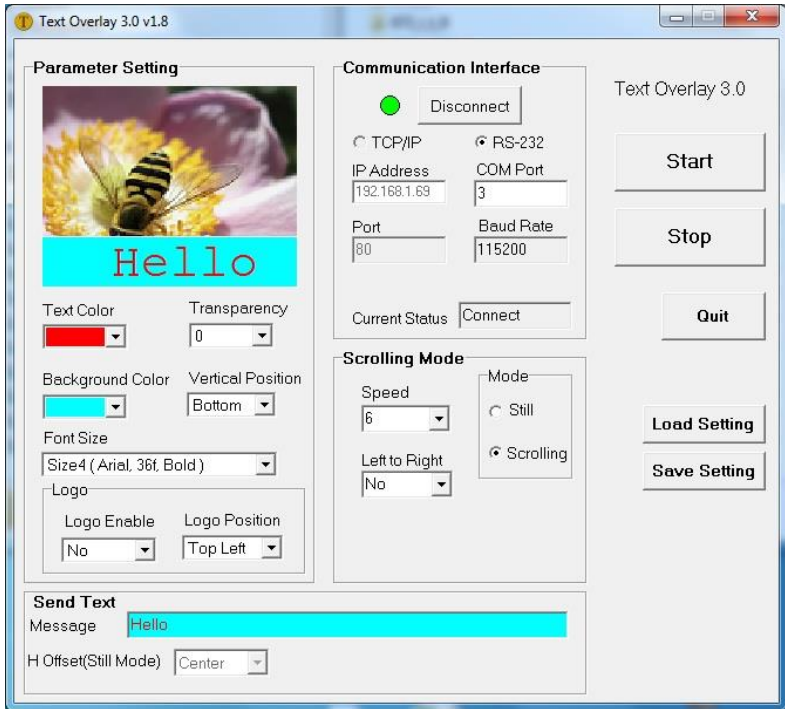 Text Overlay 3.0 v1.8
Parameter Setting
Hello
Text Color
Transparency
0
Background Color
Vertical Position
Bottom
Font Size
Size4 ( Arial, 36f, Bold )
Logo
Logo Enable
Logo Position
No
Top Left
Communication Interface
Disconnect
TCP/IP
RS-232
IP Address
COM Port
192.168.1.69
3
Port
Baud Rate
80
115200
Current Status
Connect
Scrolling Mode
Speed
6
Left to Right
No
Mode
Still
Scrolling
Text Overlay 3.0
Start
Stop
Quit
Load Setting
Save Setting
Send Text
Message
Hello
H Offset(Still Mode)
Center